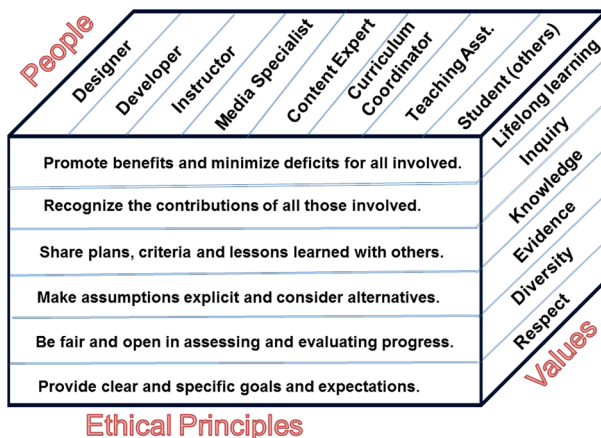 People
Designer
Developer
Instructor
Media Specialist
Content Expert
Curriculum
Coordinator
Teaching Asst.
Student (others)
Lifelong learning
Inquiry
Knowledge
Evidence
Diversity
Respect
Values
Promote benefits and minimize deficits for all involved.
Recognize the contributions of all those involved.
Share plans, criteria and lessons learned with others.
Make assumptions explicit and consider alternatives.
Be fair and open in assessing and evaluating progress.
Provide clear and specific goals and expectations.
Ethical Principles